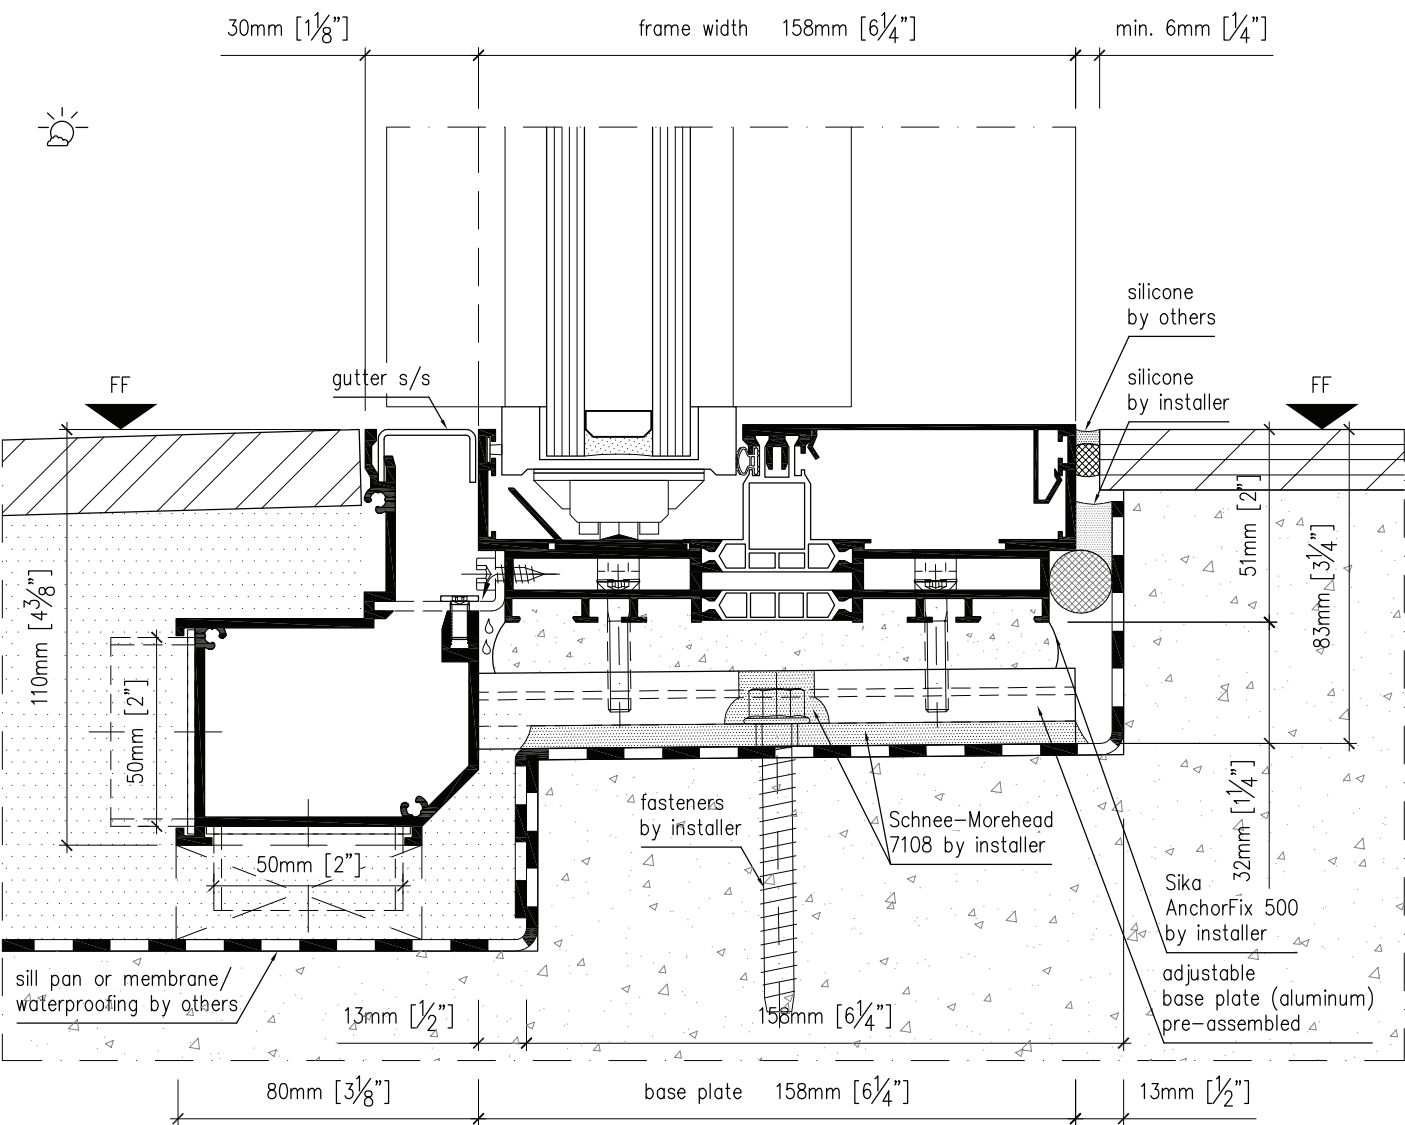 30mm [1⅛"]
frame width 158mm [6¼"]
min. 6mm [¼"]
silicone
by others
FF
gutter s/s
silicone
by installer
FF
110mm [4⅜"]
50mm [2"]
51mm [2"]
83mm [3¼"]
32mm [1¼"]
50mm [2"]
fasteners
by installer
Schnee-Morehead
7108 by installer
Sika
AnchorFix 500
by installer
sill pan or membrane/
waterproofing by others
adjustable
base plate (aluminum)
pre-assembled
13mm [½"]
158mm [6¼"]
80mm [3⅛"]
base plate 158mm [6¼"]
13mm [½"]